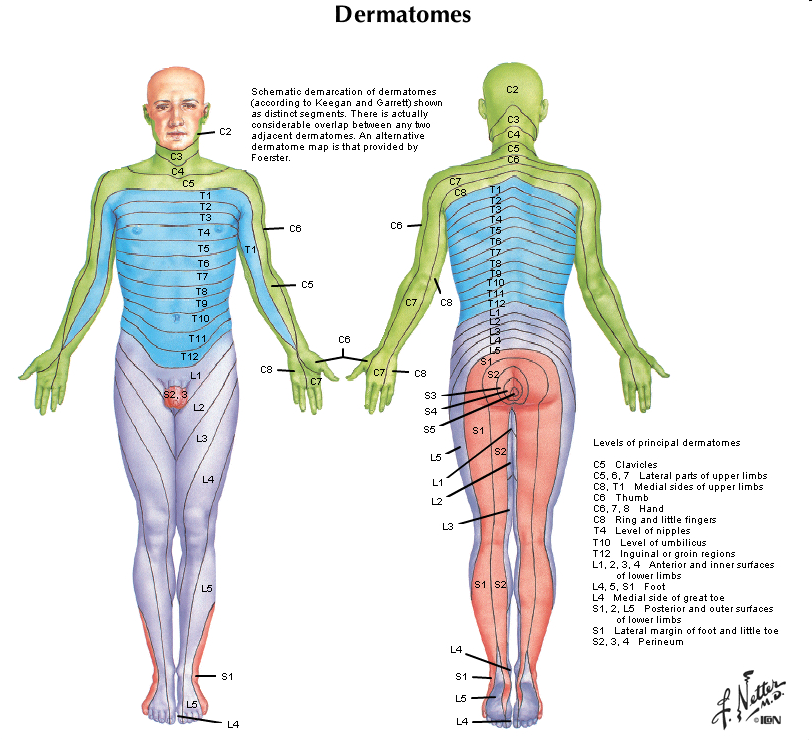 Dermatomes
Schematic demarcation of dermatomes
(according to Keegan and Garrett) shown
as distinct segments. There is actually
considerable overlap between any two
adjacent dermatomes. An alternative
dermatome map is that provided by
Foerster.
C2
C3
C4
C5
T1
T2
T3
T4
T5
T6
T7
T8
T9
T10
T11
T12
L1
S2, 3
L2
L3
L4
L5
S1
L5
L4
C6
T1
C5
C6
C8
C7
C2
C3
C4
C5
C6
C7
C8
T1
T2
T3
T4
T5
T6
T7
T8
T9
T10
T11
T12
L1
L2
L3
L4
L5
S1
S2
C6
C7
C8
C7
C8
S3
S4
S5
S1
S2
L5
L1
L2
L3
S1
S2
L4
S1
L5
L4
Levels of principal dermatomes
C5 Clavicles
C5, 6, 7 Lateral parts of upper limbs
C8, T1 Medial sides of upper limbs
C6 Thumb
C6, 7, 8 Hand
C8 Ring and little fingers
T4 Level of nipples
T10 Level of umbilicus
T12 Inguinal or groin regions
L1, 2, 3, 4 Anterior and inner surfaces
of lower limbs
L4, 5, S1 Foot
L4 Medial side of great toe
S1, 2, L5 Posterior and outer surfaces
of lower limbs
S1 Lateral margin of foot and little toe
S2, 3, 4 Perineum
F. Netter
M.D.
© ICON